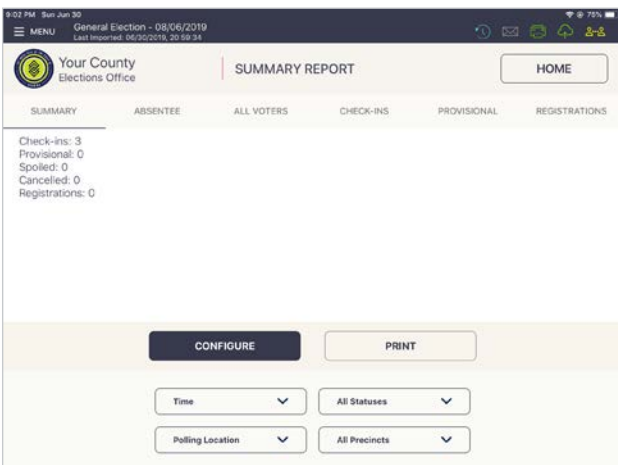 9:02 PM Sun Jun 30
75%
MENU
General Election - 08/06/2019
Last Imported: 06/30/2019, 20 59 34
Your County
Elections Office
SUMMARY REPORT
HOME
SUMMARY ABSENTEE ALL VOTERS CHECK-INS PROVISIONAL REGISTRATIONS
Check-ins: 3
Provisional: 0
Spoiled: 0
Cancelled: 0
Registrations: 0
CONFIGURE PRINT
Time All Statuses
Polling Location All Precincts